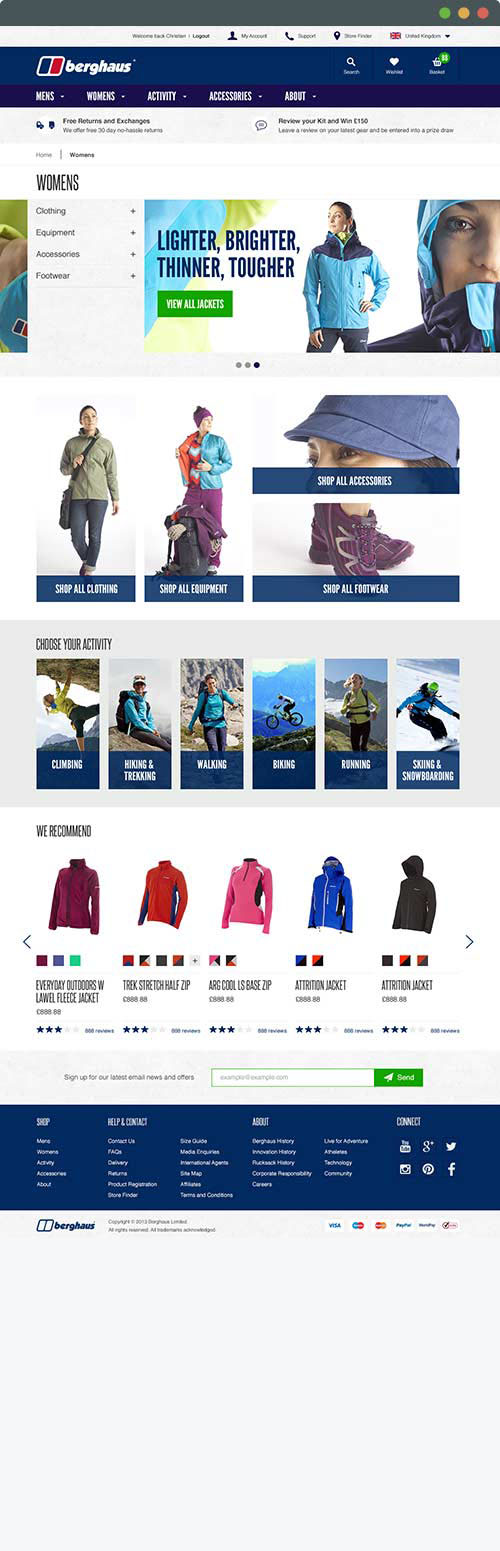 Welcome back Christian | Logout
My Account
Support
Store Finder
United Kingdom
berghaus
Search
Wishlist
88
Basket
MENS
WOMENS
ACTIVITY
ACCESSORIES
ABOUT
Free Returns and Exchanges
We offer free 30 day no-hassle returns
Review your Kit and Win £150
Leave a review on your latest gear and be entered into a prize draw
Home | Womens
WOMENS
Clothing +
Equipment +
Accessories +
Footwear +
LIGHTER, BRIGHTER,
THINNER, TOUGHER
VIEW ALL JACKETS
SHOP ALL CLOTHING
SHOP ALL EQUIPMENT
SHOP ALL ACCESSORIES
SHOP ALL FOOTWEAR
CHOOSE YOUR ACTIVITY
CLIMBING
HIKING &
TREKKING
WALKING
BIKING
RUNNING
SKIING &
SNOWBOARDING
WE RECOMMEND
+
EVERYDAY OUTDOORS W
LAWEL FLEECE JACKET
£888.88
888 reviews
TREK STRETCH HALF ZIP
£888.88
888 reviews
ARG COOL LS BASE ZIP
£888.88
888 reviews
ATTRITION JACKET
£888.88
888 reviews
ATTRITION JACKET
£888.88
888 reviews
Sign up for our latest email news and offers
example@example.com
Send
SHOP
Mens
Womens
Activity
Accessories
About
HELP & CONTACT
Contact Us
FAQs
Delivery
Returns
Product Registration
Store Finder
Size Guide
Media Enquiries
International Agents
Site Map
Affiliates
Terms and Conditions
ABOUT
Berghaus History
Innovation History
Rucksack History
Corporate Responsibility
Careers
Live for Adventure
Atheletes
Technology
Community
CONNECT
You
Tube
berghaus
Copyright © 2013 Berghaus Limited.
All rights reserved. All trademarks acknowledged.
VISA
PayPal
WorldPay